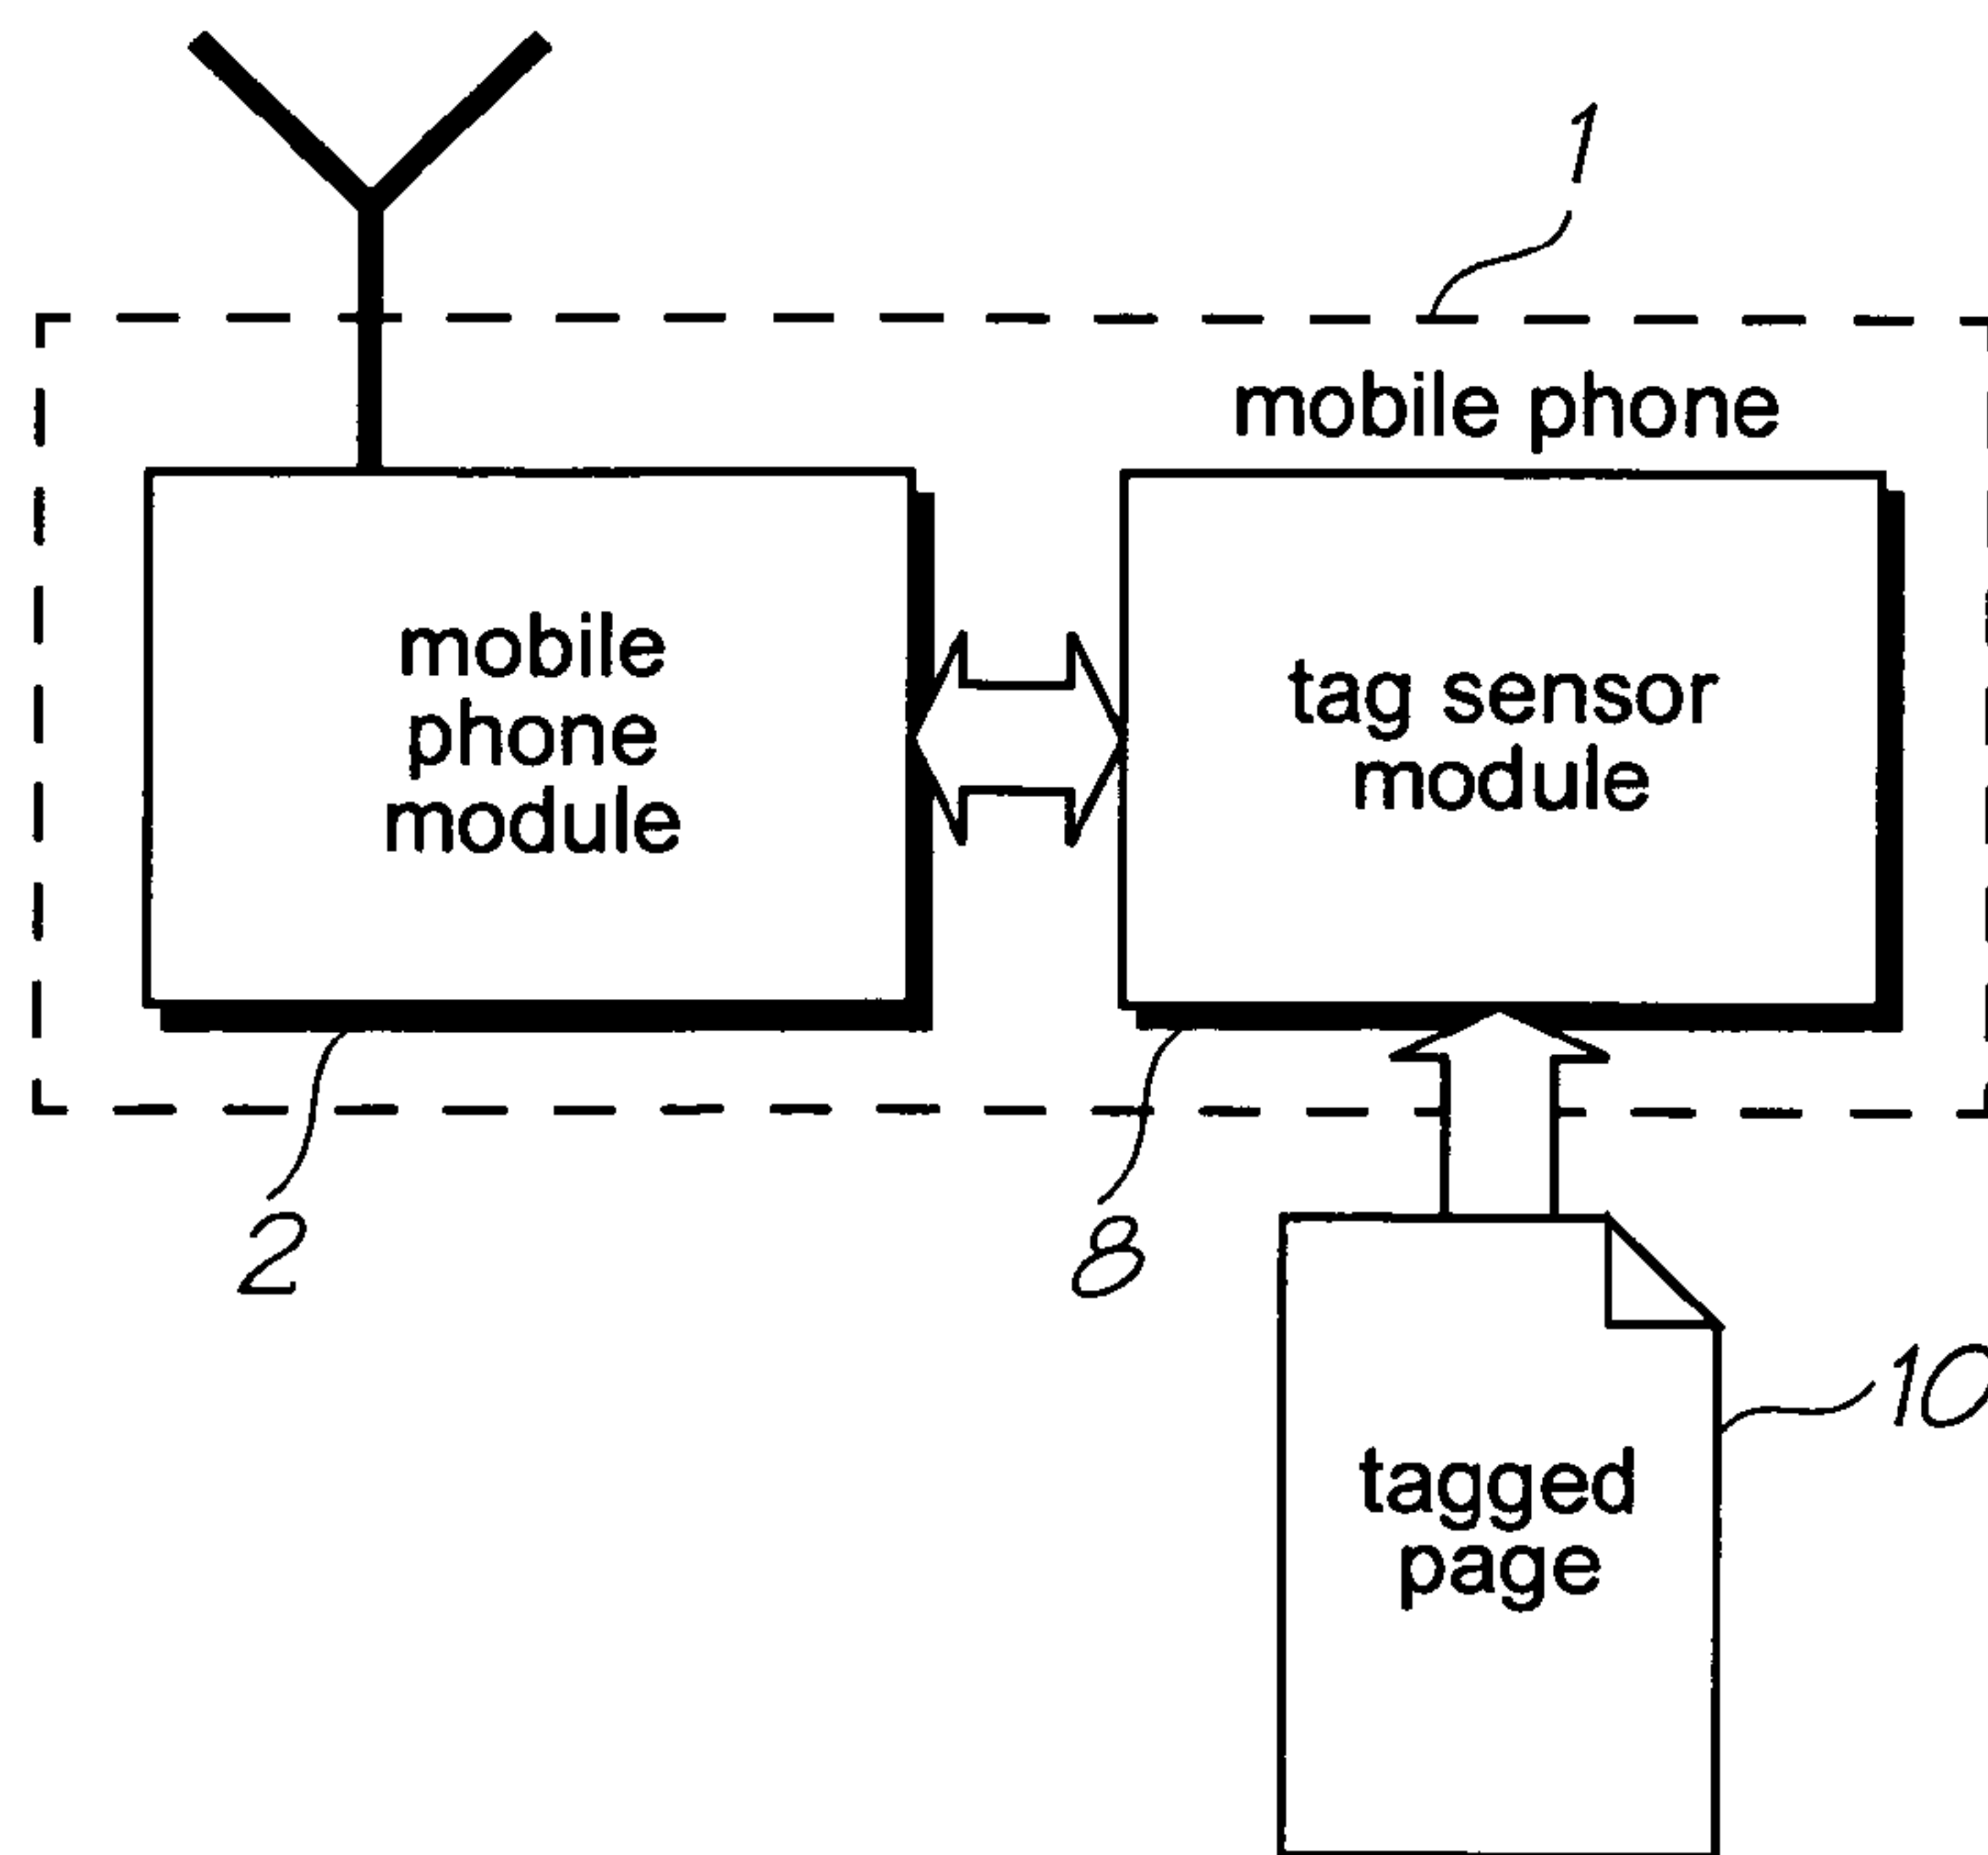 1
mobile phone
mobile
phone
module
tag sensor
module
2
8
10
tagged
page